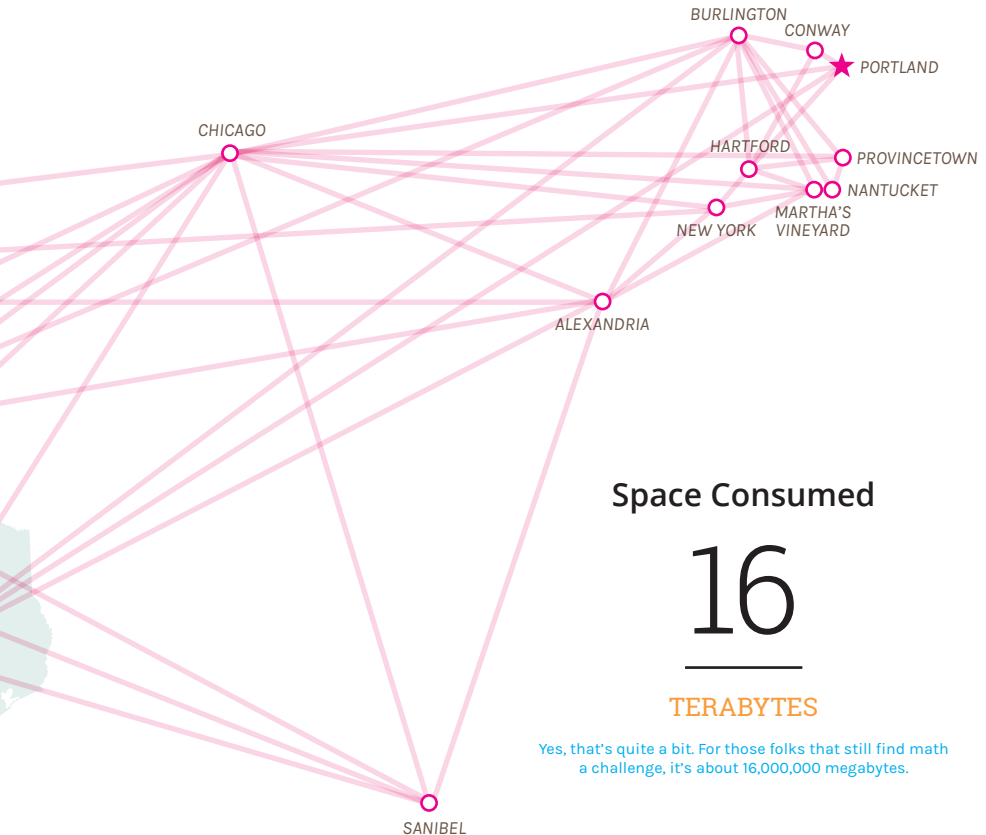 BURLINGTON
CONWAY
PORTLAND
CHICAGO
HARTFORD
PROVINCETOWN
NANTUCKET
MARTHA'S
VINEYARD
NEW YORK
ALEXANDRIA
Space Consumed
16
TERABYTES
Yes, that's quite a bit. For those folks that still find math
a challenge, it's about 16,000,000 megabytes.
SANIBEL